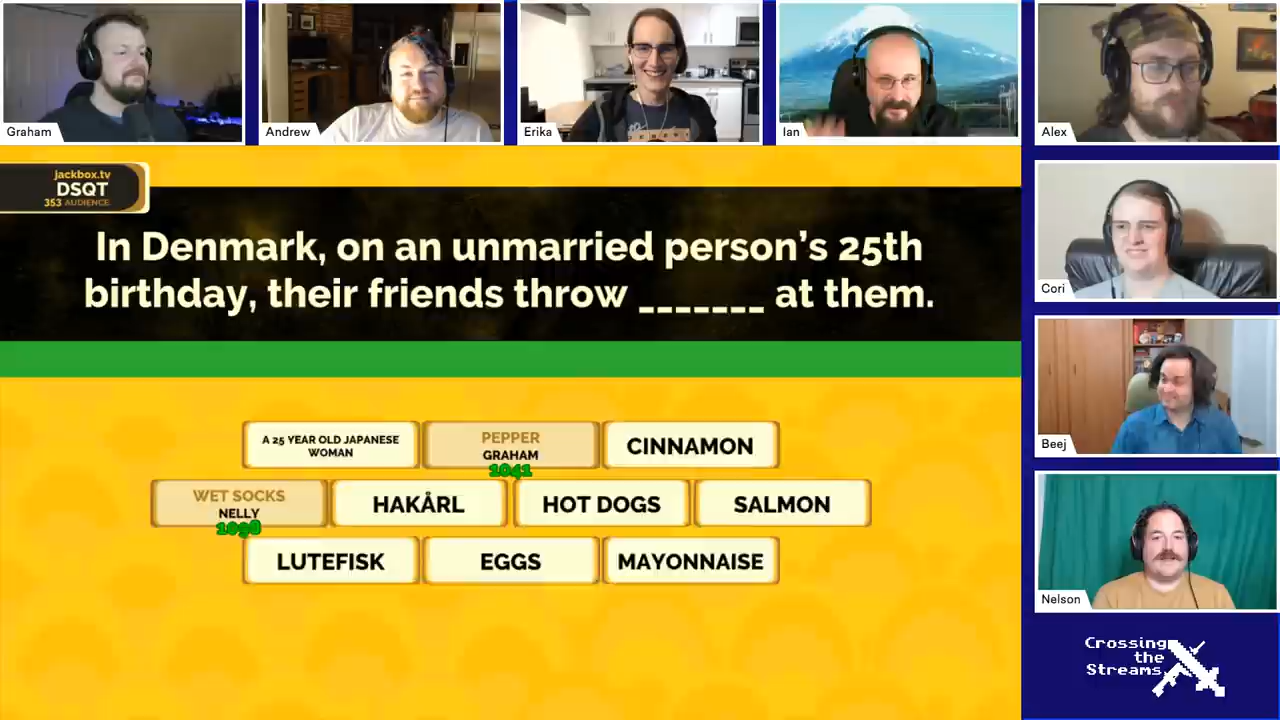 Graham
Andrew
Erika
Ian
Alex
jackbox.tv
DSQT
353 AUDIENCE
In Denmark, on an unmarried person's 25th
birthday, their friends throw _______ at them.
Cori
Beej
A 25 YEAR OLD JAPANESE
WOMAN
PEPPER
GRAHAM
1041
CINNAMON
WET SOCKS
NELLY
1098
HAKÅRL
HOT DOGS
SALMON
LUTEFISK
EGGS
MAYONNAISE
Nelson
Crossing
the
Streams